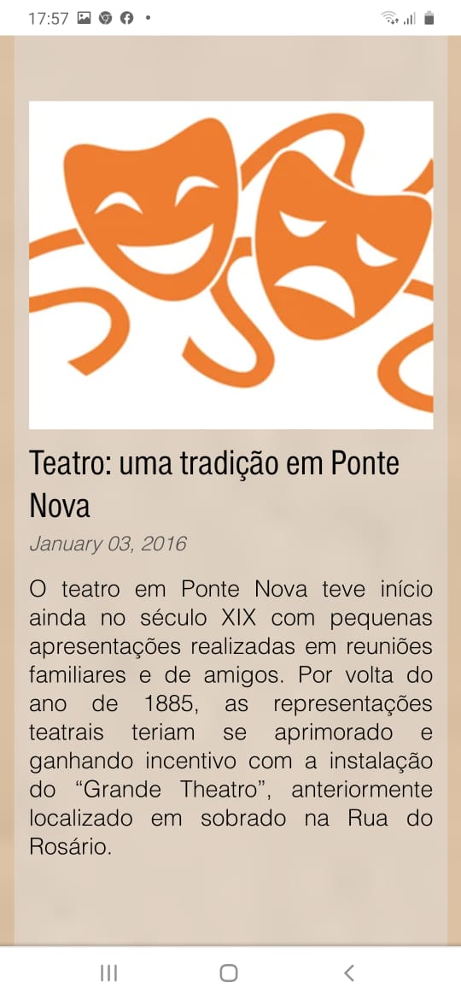 17:57
Teatro: uma tradição em Ponte
Nova
January 03, 2016
O teatro em Ponte Nova teve início
ainda no século XIX com pequenas
apresentações realizadas em reuniões
familiares e de amigos. Por volta do
ano de 1885, as representações
teatrais teriam se aprimorado e
ganhando incentivo com a instalação
do “Grande Theatro”, anteriormente
localizado em sobrado na Rua do
Rosário.